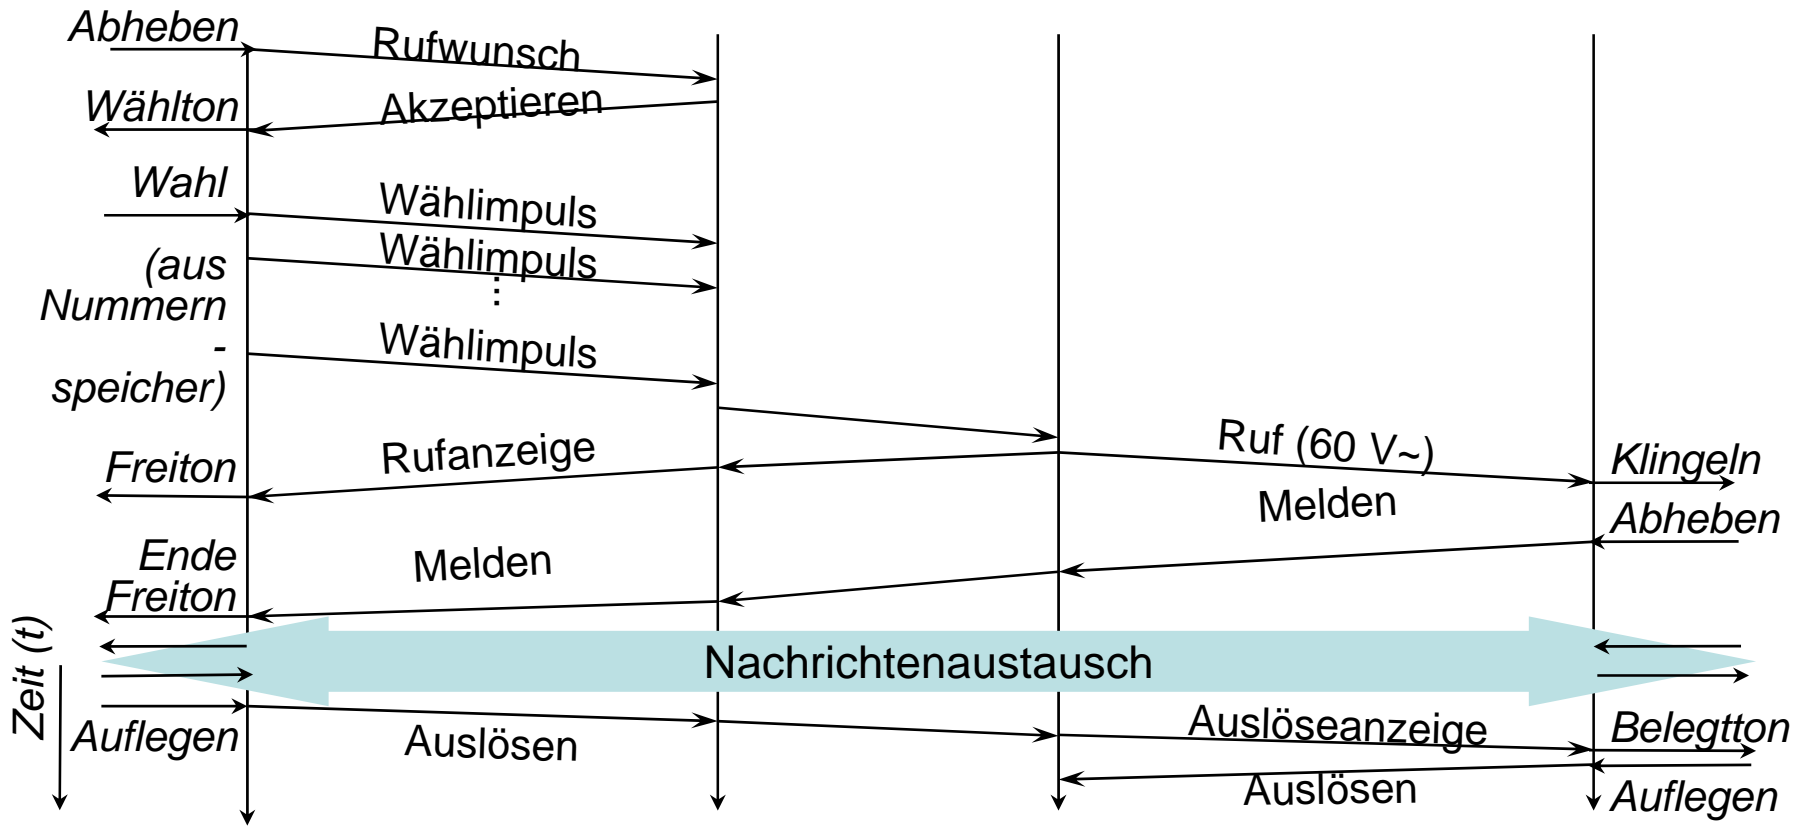 Abheben
Rufwunsch
Wählton
Akzeptieren
Wahl
Wählimpuls
(aus
Wählimpuls
Nummern
...
-
Wählimpuls
speicher)
Freiton
Rufanzeige
Ruf (60 V~)
Klingeln
Melden
Abheben
Ende
Freiton
Melden
Zeit (t)
Nachrichtenaustausch
Auflegen
Auslösen
Auslöseanzeige
Belegtton
Auslösen
Auflegen